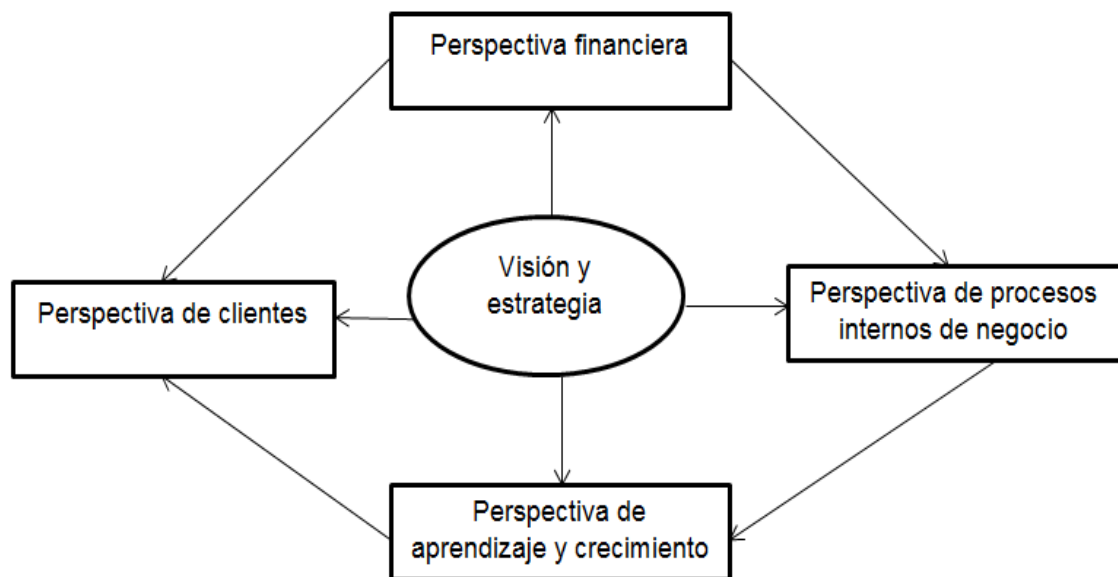 Perspectiva financiera
Visión y
estrategia
Perspectiva de clientes
Perspectiva de procesos
internos de negocio
Perspectiva de
aprendizaje y crecimiento